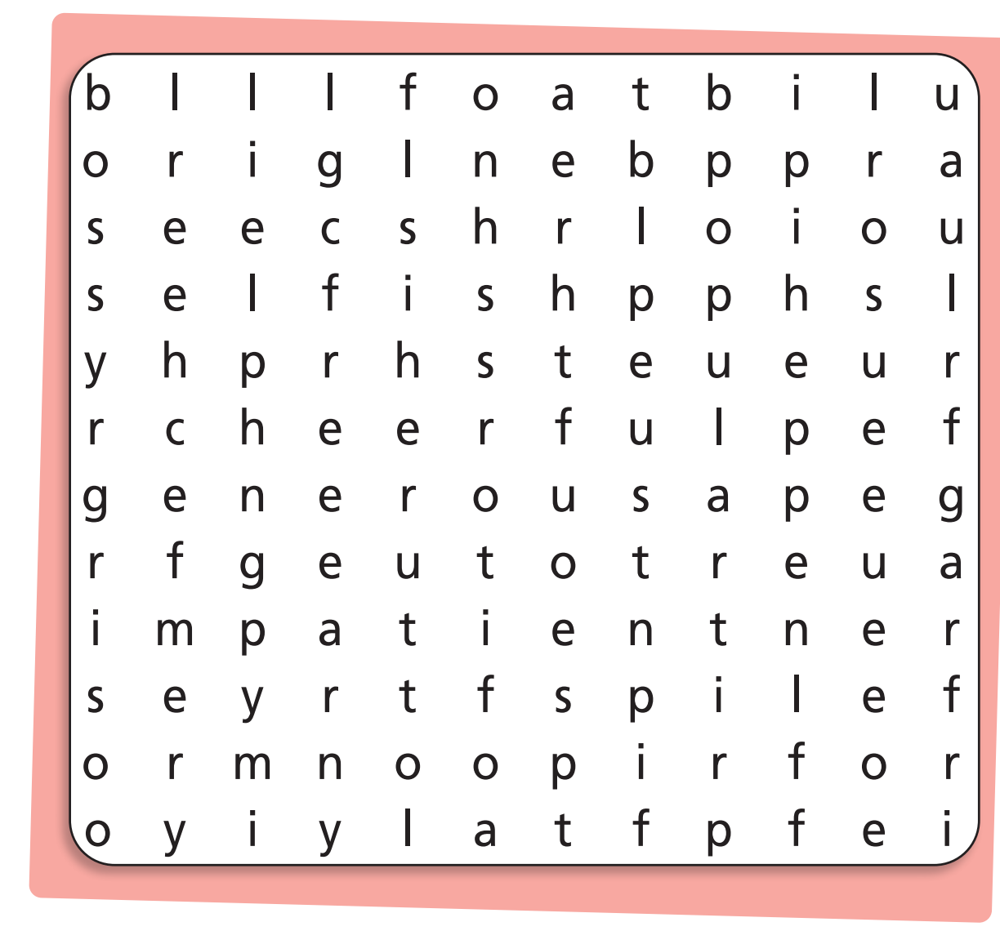 b l l l f o a t b i l u
o r i g l n e b p p r a
s e e c s h r l o i o u
s e l f i s h p p h s l
y h p r h s t e u e u r
r c h e e r f u l p e f
g e n e r o u s a p e g
r f g e u t o t r e u a
i m p a t i e n t n e r
s e y r t f s p i l e f
o r m n o o p i r f o r
o y i y l a t f p f e i